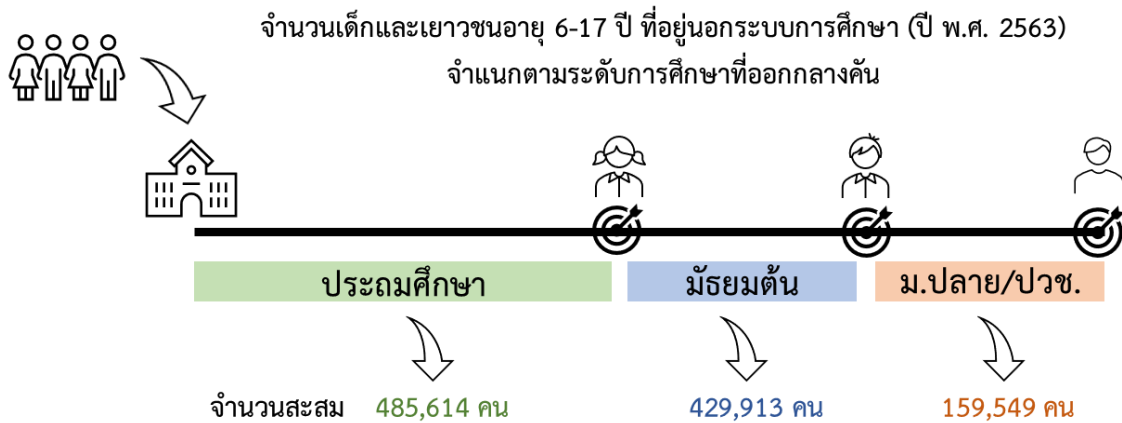 จำนวนเด็กและเยาวชนอายุ 6-17 ปี ที่อยู่นอกระบบการศึกษา (ปี พ.ศ. 2563)
จำแนกตามระดับการศึกษาที่ออกกลางคัน
ประถมศึกษา มัธยมต้น ม.ปลาย/ปวช.
จำนวนสะสม 485,614 คน 429,913 คน 159,549 คน